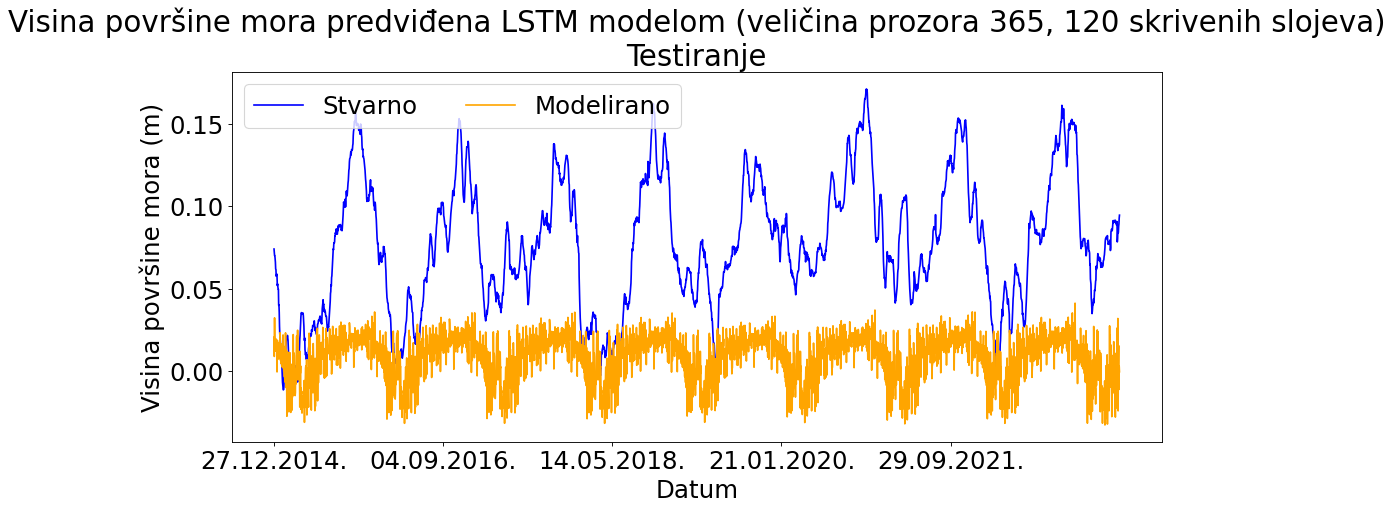 Visina površine mora predviđena LSTM modelom (veličina prozora 365, 120 skrivenih slojeva)
Testiranje
Stvarno
Modelirano
Visina površine mora (m)
0.15
0.10
0.05
0.00
27.12.2014.
04.09.2016.
14.05.2018.
21.01.2020.
29.09.2021.
Datum